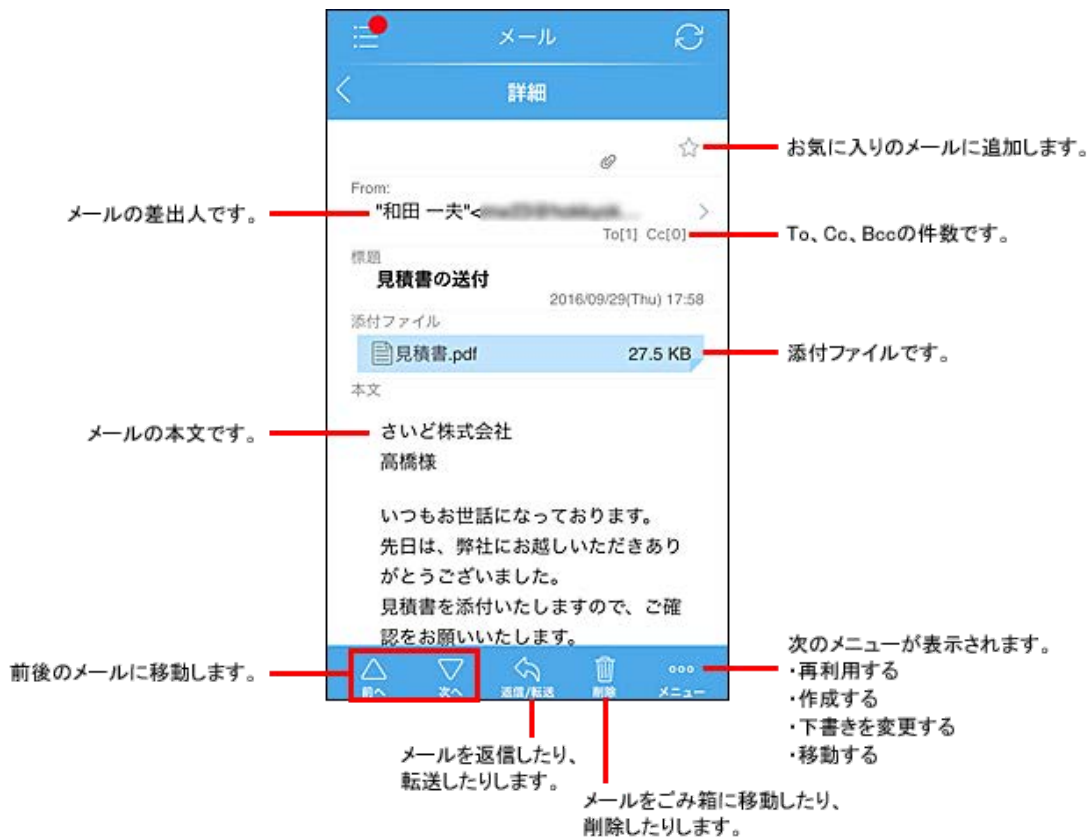 メール
詳細
お気に入りのメールに追加します。
From:
メールの差出人です。
"和田 一夫"<
To[1] Cc[0]
To、Cc、Bccの件数です。
標題
見積書の送付
2016/09/29(Thu) 17:58
添付ファイル
見積書.pdf 27.5 KB
添付ファイルです。
本文
メールの本文です。
さいど株式会社
高橋様
いつもお世話になっております。
先日は、弊社にお越しいただきあり
がとうございました。
見積書を添付いたしますので、ご確
認をお願いいたします。
前後のメールに移動します。
前へ 次へ 返信/転送 削除 メニュー
次のメニューが表示されます。
・再利用する
・作成する
・下書きを変更する
・移動する
メールを返信したり、
転送したりします。
メールをごみ箱に移動したり、
削除したりします。